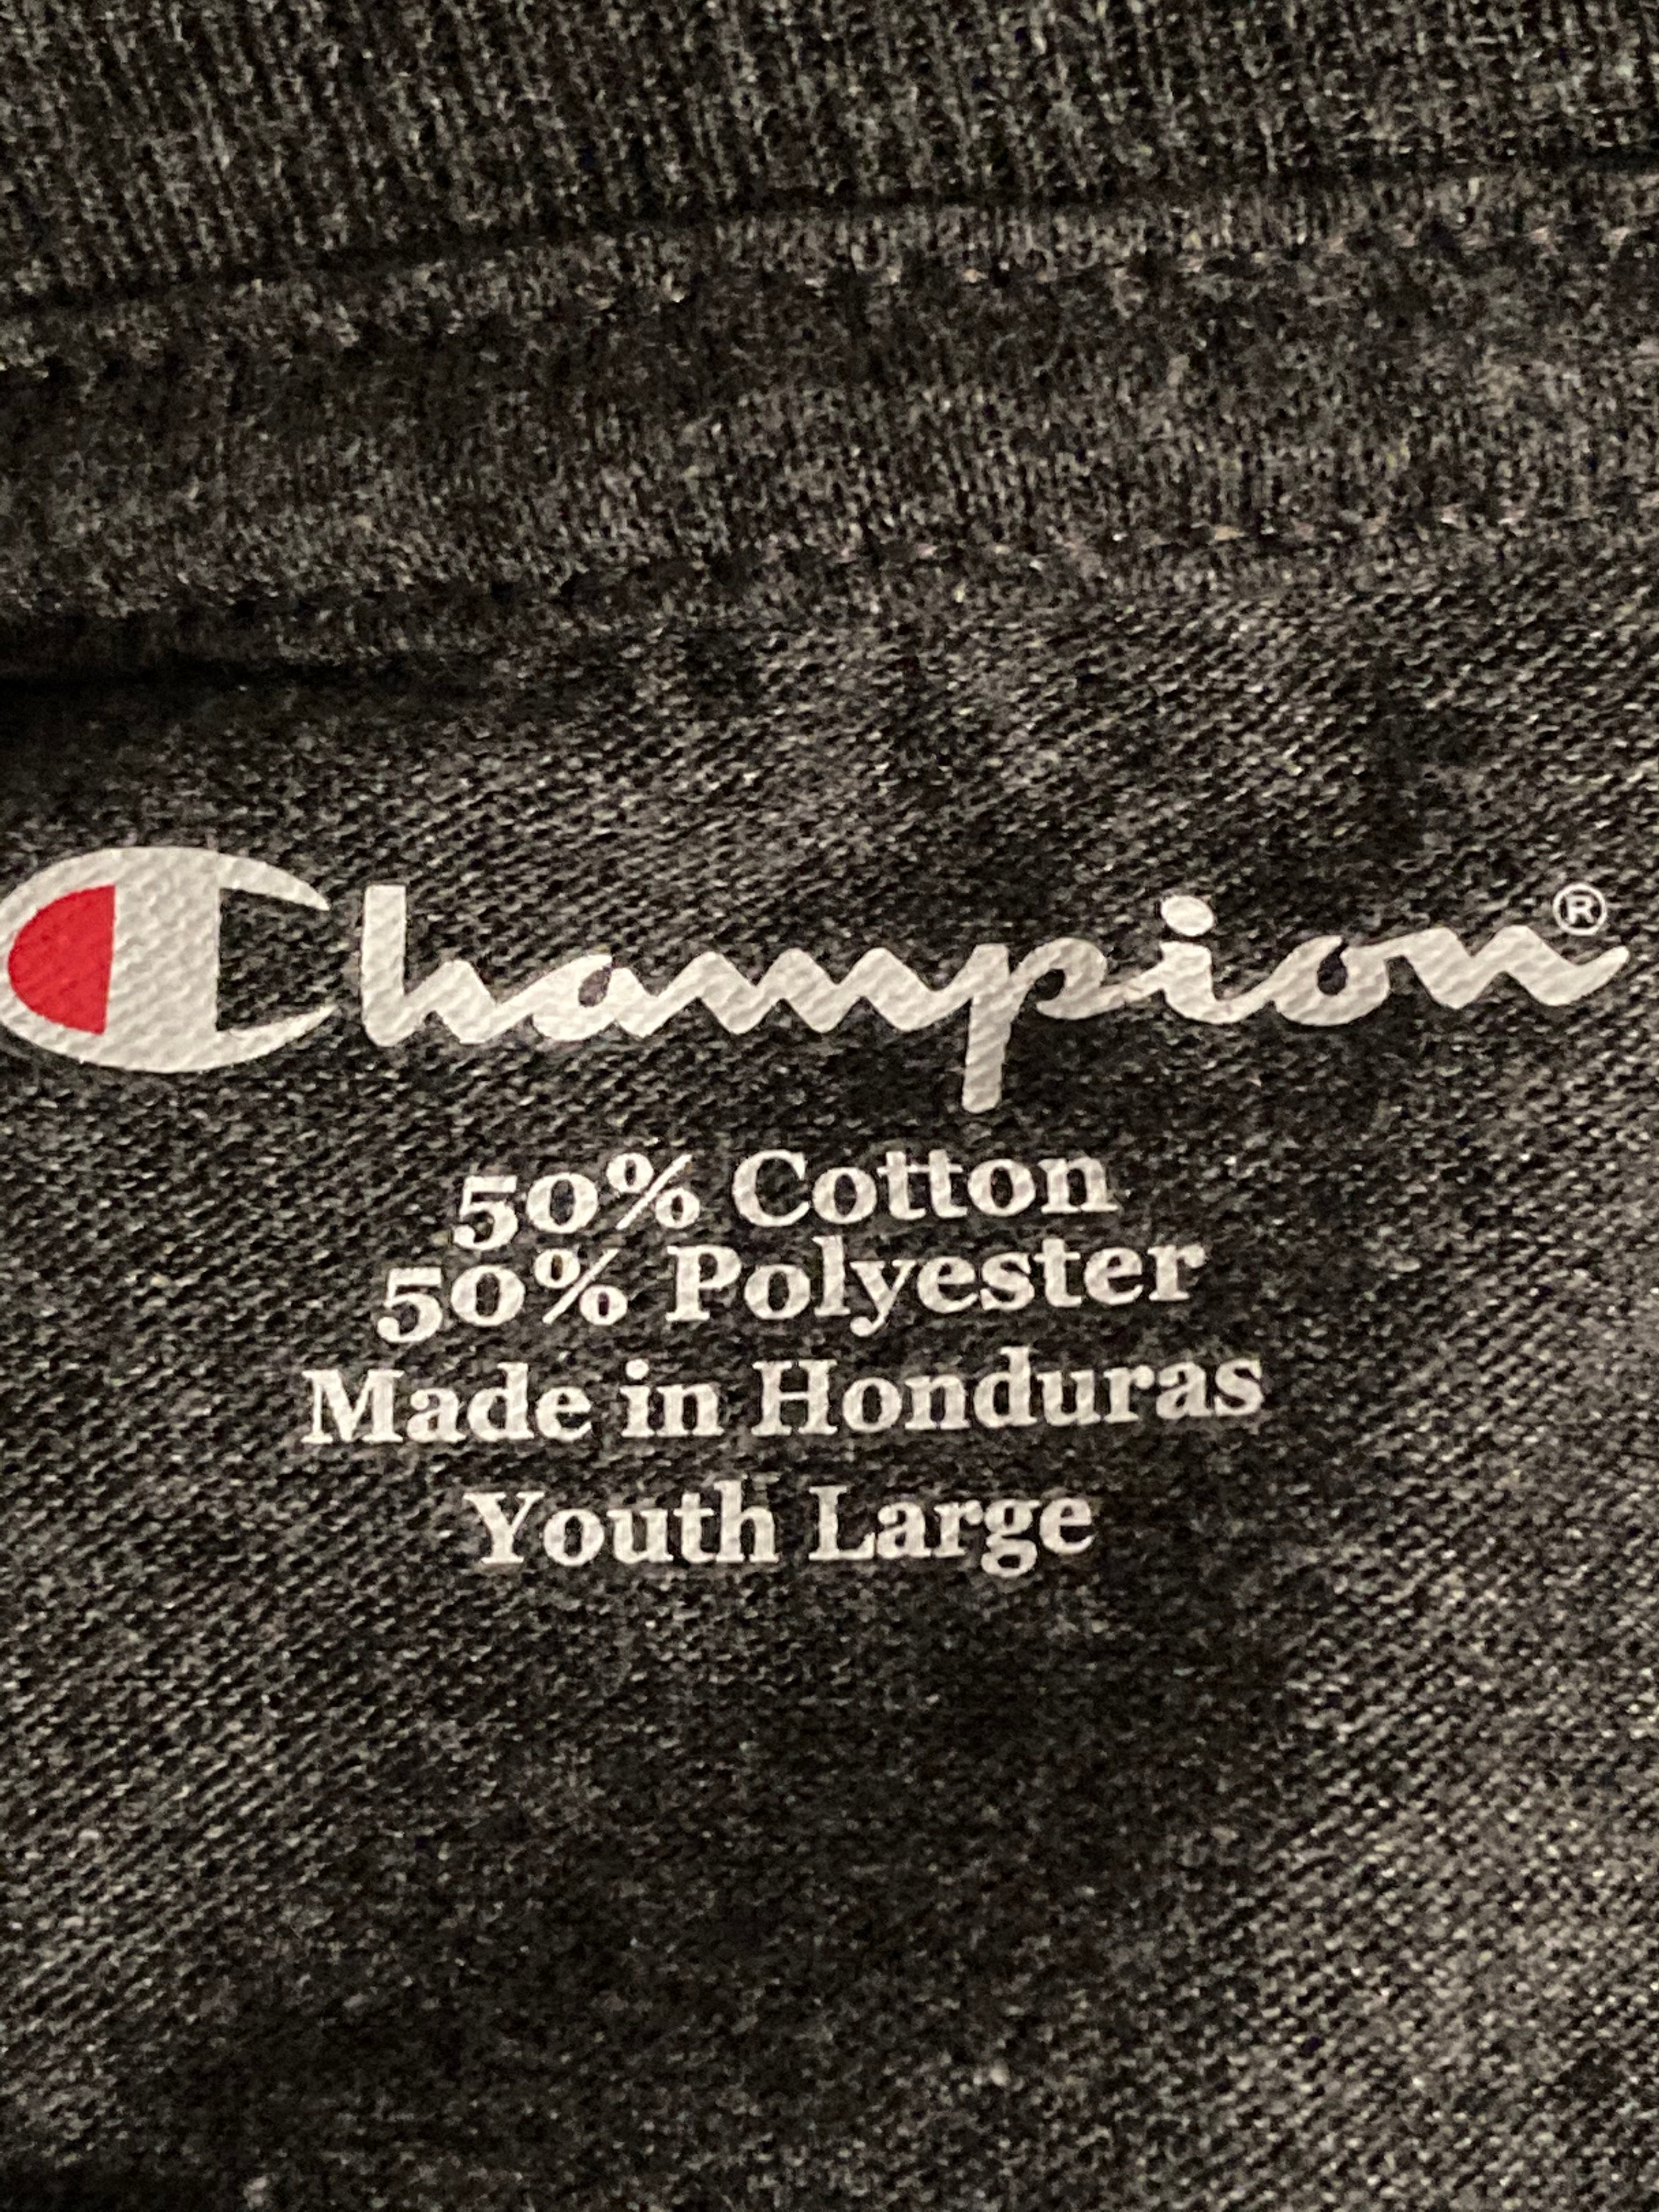 Champion®
50% Cotton
50% Polyester
Made in Honduras
Youth Large